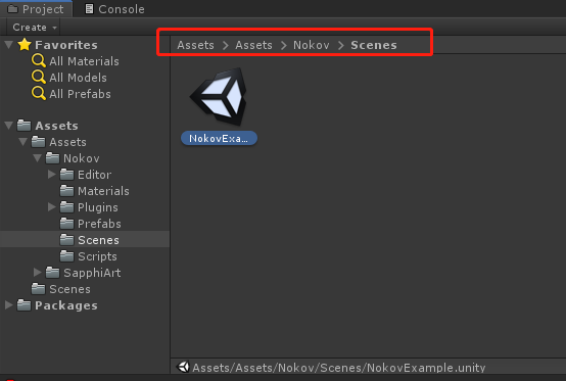 Project
Console
Create
Favorites
All Materials
All Models
All Prefabs
Assets
Assets
Nokov
Editor
Materials
Plugins
Prefabs
Scenes
Scripts
SapphiArt
Scenes
Packages
Assets > Assets > Nokov > Scenes
NokovExa...
Assets/Assets/Nokov/Scenes/NokovExample.unity